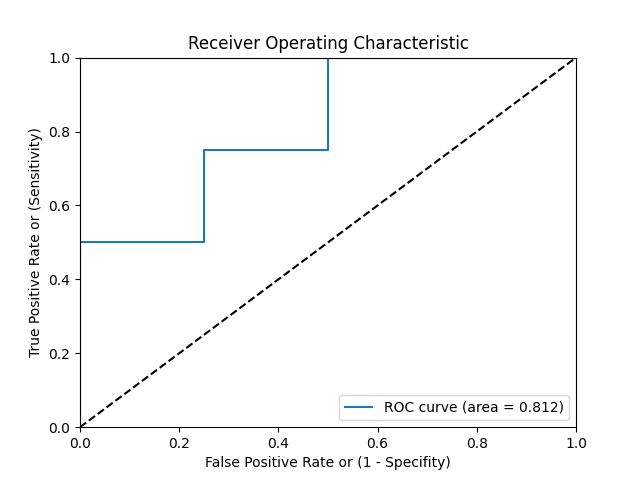 Receiver Operating Characteristic
1.0
0.8
0.6
0.4
0.2
0.0
True Positive Rate or (Sensitivity)
ROC curve (area = 0.812)
0.0 0.2 0.4 0.6 0.8 1.0
False Positive Rate or (1 - Specifity)